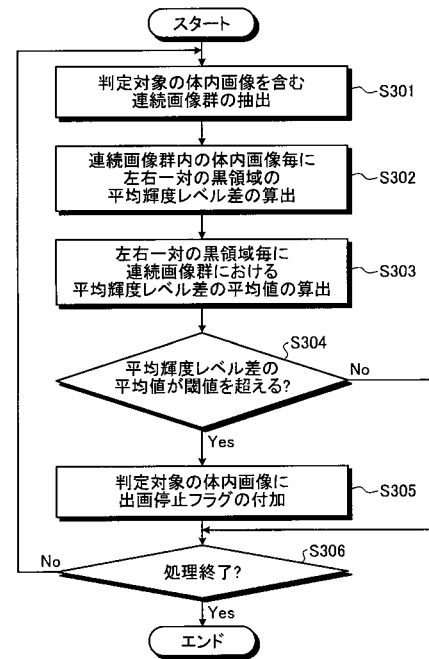 スタート
判定対象の体内画像を含む
連続画像群の抽出
S301
連続画像群内の体内画像毎に
左右一対の黒領域の
平均輝度レベル差の算出
S302
左右一対の黒領域毎に
連続画像群における
平均輝度レベル差の平均値の算出
S303
S304
平均輝度レベル差の
平均値が閾値を超える?
No
Yes
判定対象の体内画像に
出画停止フラグの付加
S305
S306
No
処理終了?
Yes
エンド